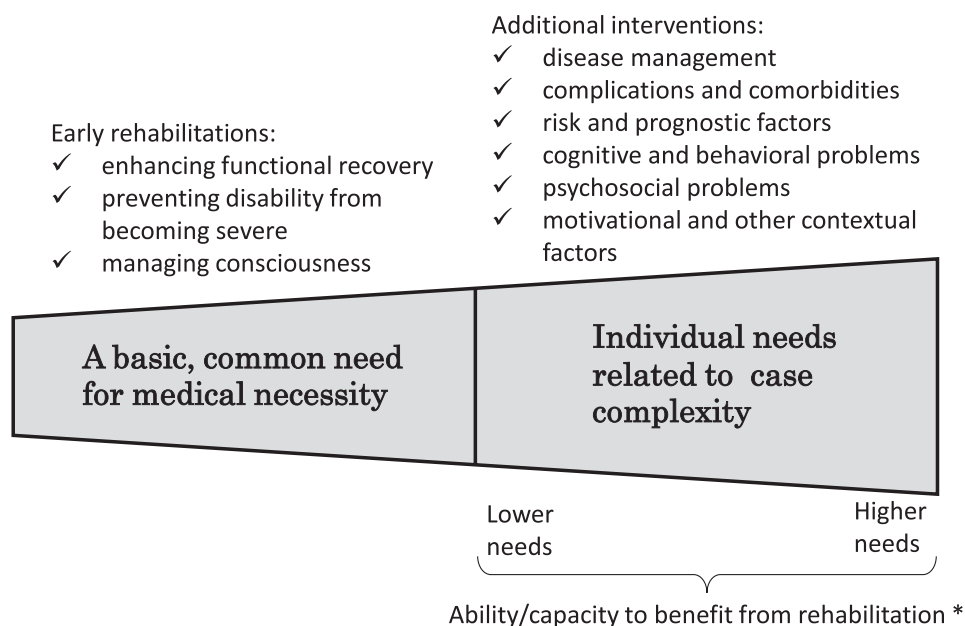 Additional interventions:
✓ disease management
✓ complications and comorbidities
✓ risk and prognostic factors
✓ cognitive and behavioral problems
✓ psychosocial problems
✓ motivational and other contextual
factors
Early rehabilitations:
✓ enhancing functional recovery
✓ preventing disability from
becoming severe
✓ managing consciousness
A basic, common need
for medical necessity
Individual needs
related to case
complexity
Lower
needs
Higher
needs
Ability/capacity to benefit from rehabilitation *